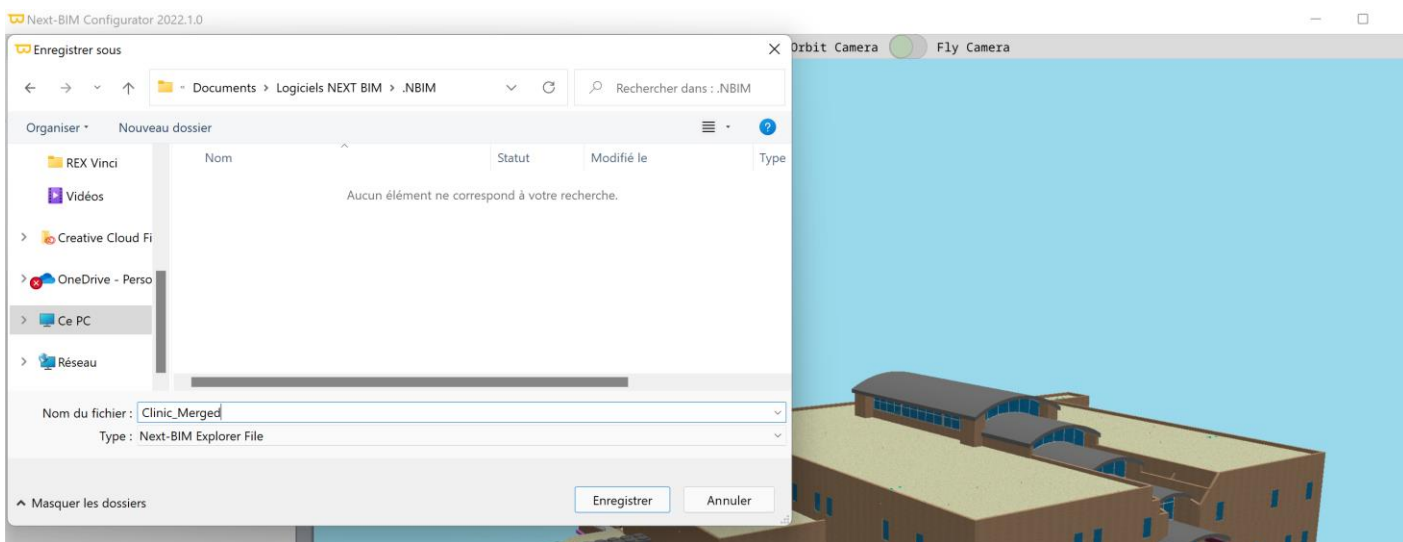 Next-BIM Configurator 2022.1.0
Enregistrer sous
Orbit Camera Fly Camera
Documents > Logiciels NEXT BIM > .NBIM
Rechercher dans : .NBIM
Organiser Nouveau dossier
Nom Statut Modifié le Type
REX Vinci
Aucun élément ne correspond à votre recherche.
Vidéos
Creative Cloud Fi
OneDrive - Perso
Ce PC
Réseau
Nom du fichier : Clinic_Merged
Type : Next-BIM Explorer File
Masquer les dossiers
Enregistrer Annuler